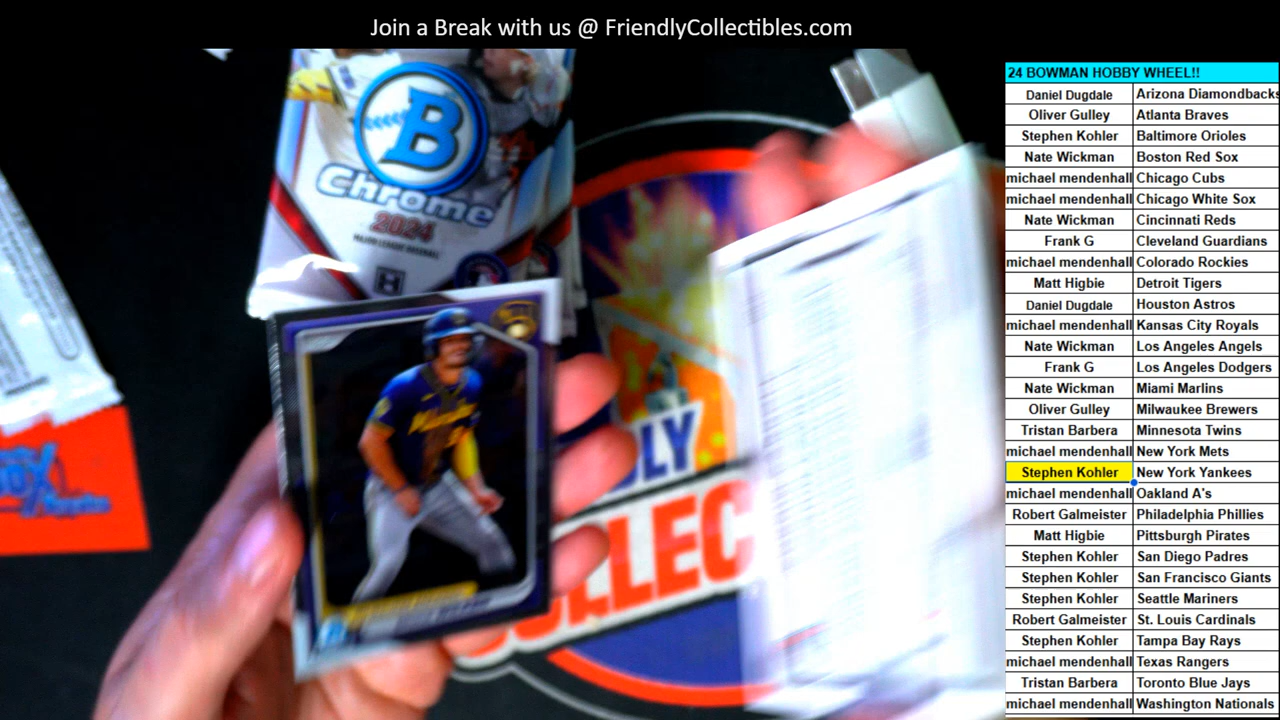 Join a Break with us @ FriendlyCollectibles.com
24 BOWMAN HOBBY WHEEL!!
Daniel Dugdale Arizona Diamondbacks
Oliver Gulley Atlanta Braves
Stephen Kohler Baltimore Orioles
Nate Wickman Boston Red Sox
michael mendenhall Chicago Cubs
michael mendenhall Chicago White Sox
Nate Wickman Cincinnati Reds
Frank G Cleveland Guardians
michael mendenhall Colorado Rockies
Matt Higbie Detroit Tigers
Daniel Dugdale Houston Astros
michael mendenhall Kansas City Royals
Nate Wickman Los Angeles Angels
Frank G Los Angeles Dodgers
Nate Wickman Miami Marlins
Oliver Gulley Milwaukee Brewers
Tristan Barbera Minnesota Twins
michael mendenhall New York Mets
Stephen Kohler New York Yankees
michael mendenhall Oakland A's
Robert Galmeister Philadelphia Phillies
Matt Higbie Pittsburgh Pirates
Stephen Kohler San Diego Padres
Stephen Kohler San Francisco Giants
Stephen Kohler Seattle Mariners
Robert Galmeister St. Louis Cardinals
Stephen Kohler Tampa Bay Rays
michael mendenhall Texas Rangers
Tristan Barbera Toronto Blue Jays
michael mendenhall Washington Nationals
B
Chrome
2024
MAJOR LEAGUE BASEBALL
H
DLY
COLLEC